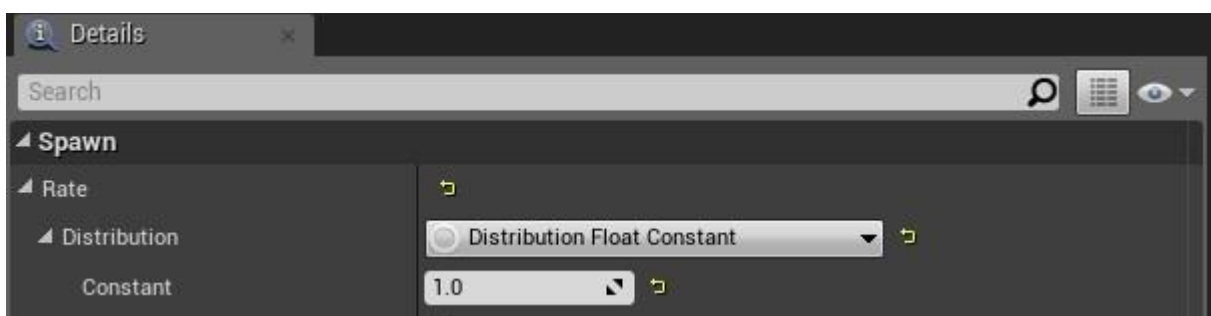 Details
Search
Spawn
Rate
Distribution Distribution Float Constant
Constant 1.0